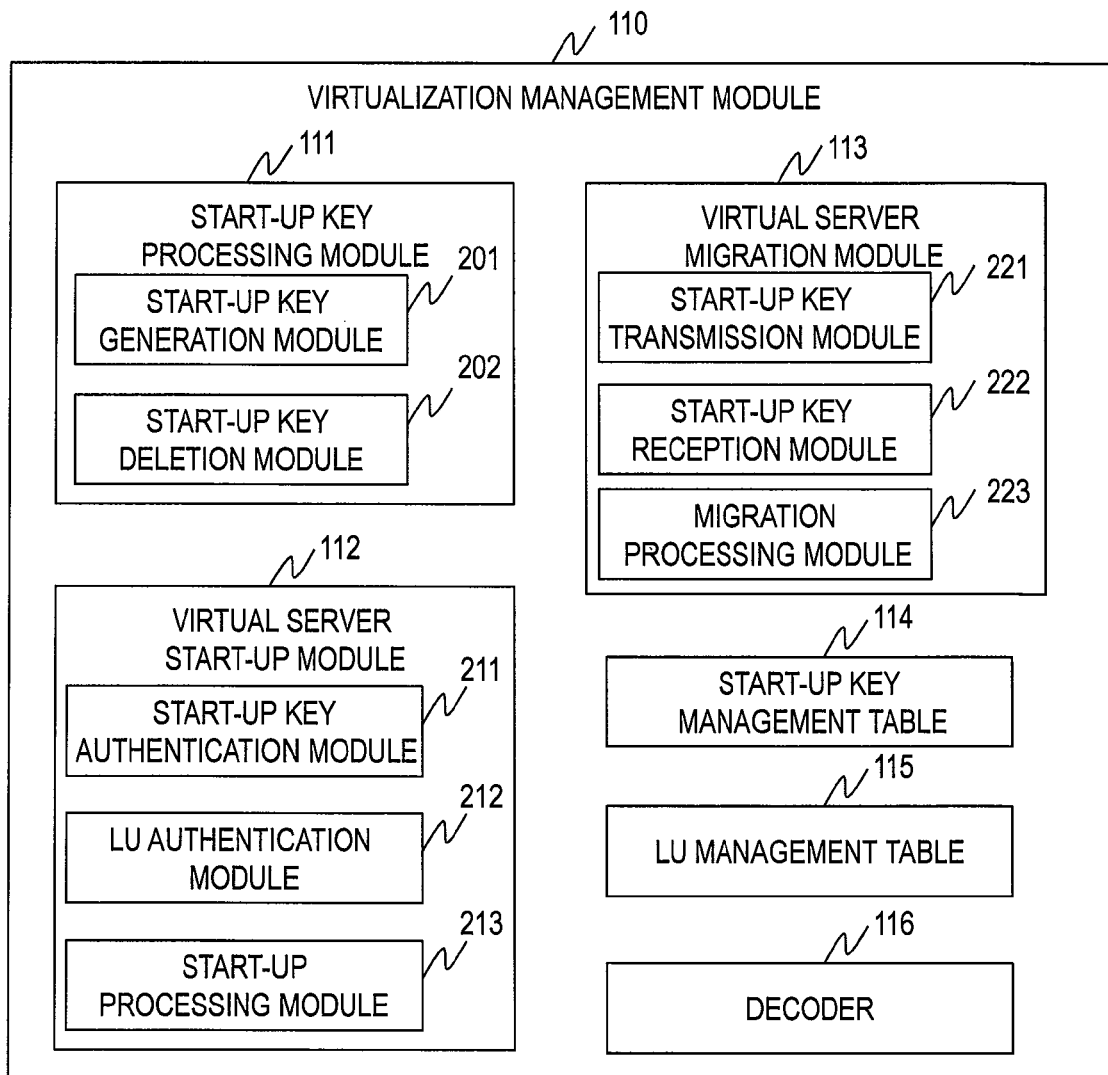 110
VIRTUALIZATION MANAGEMENT MODULE
111
START-UP KEY
PROCESSING MODULE
201
START-UP KEY
GENERATION MODULE
202
START-UP KEY
DELETION MODULE
112
VIRTUAL SERVER
START-UP MODULE
211
START-UP KEY
AUTHENTICATION MODULE
212
LU AUTHENTICATION
MODULE
213
START-UP
PROCESSING MODULE
113
VIRTUAL SERVER
MIGRATION MODULE
221
START-UP KEY
TRANSMISSION MODULE
222
START-UP KEY
RECEPTION MODULE
223
MIGRATION
PROCESSING MODULE
114
START-UP KEY
MANAGEMENT TABLE
115
LU MANAGEMENT TABLE
116
DECODER